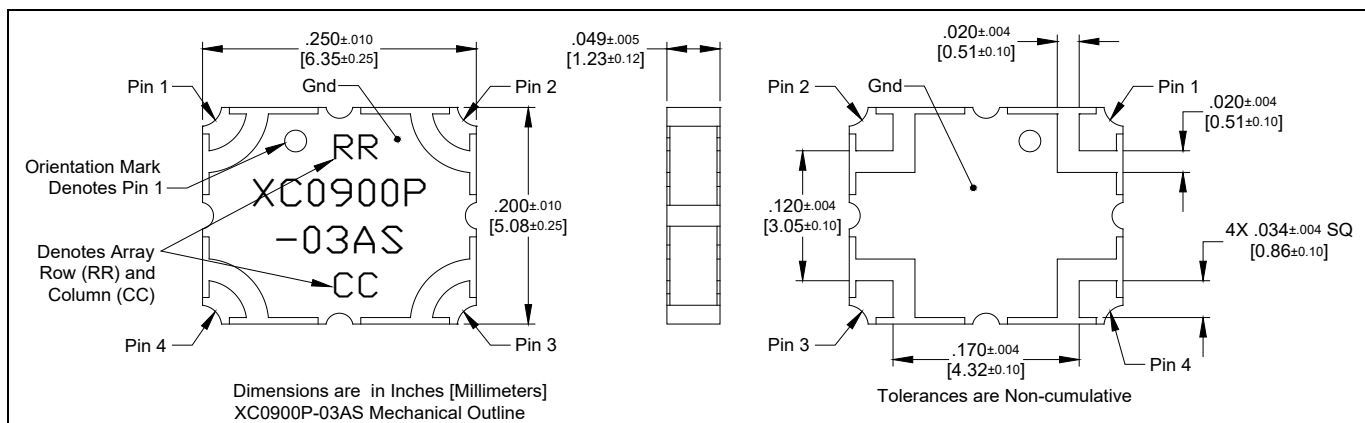 .250±.010
[6.35±0.25]
.049±.005
[1.23±0.12]
.020±.004
[0.51±0.10]
Pin 1
Gnd
Pin 2
Pin 2
Gnd
Pin 1
.020±.004
[0.51±0.10]
Orientation Mark
Denotes Pin 1
RR
XC0900P
-03AS
CC
.200±.010
[5.08±0.25]
.120±.004
[3.05±0.10]
4X .034±.004 SQ
[0.86±0.10]
Denotes Array
Row (RR) and
Column (CC)
Pin 4
Pin 3
Pin 3
.170±.004
[4.32±0.10]
Pin 4
Dimensions are in Inches [Millimeters]
XC0900P-03AS Mechanical Outline
Tolerances are Non-cumulative